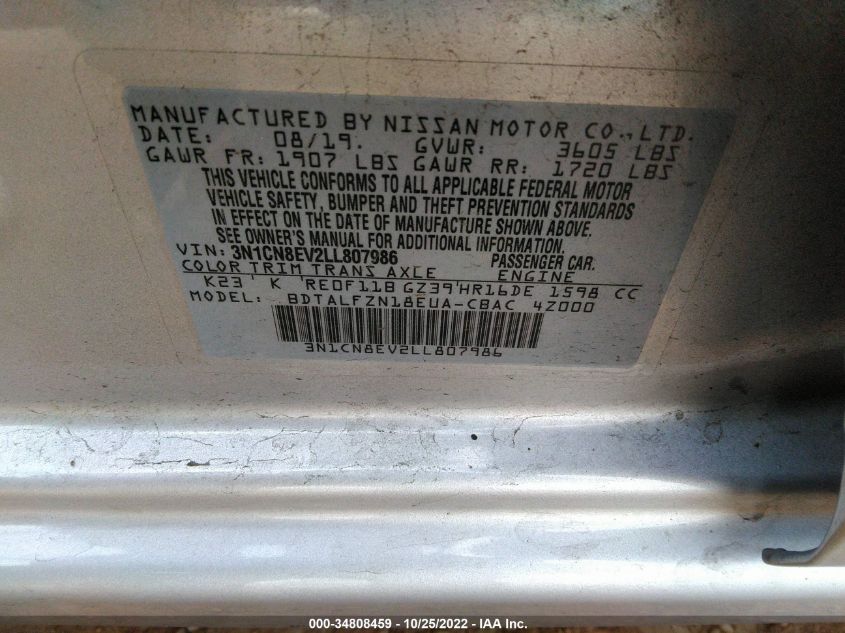 MANUFACTURED BY NISSAN MOTOR CO., LTD.
DATE: 08/19. GVWR: 3605 LBS
GAWR FR: 1907 LBS GAWR RR: 1720 LBS
THIS VEHICLE CONFORMS TO ALL APPLICABLE FEDERAL MOTOR
VEHICLE SAFETY, BUMPER AND THEFT PREVENTION STANDARDS
IN EFFECT ON THE DATE OF MANUFACTURE SHOWN ABOVE.
SEE OWNER'S MANUAL FOR ADDITIONAL INFORMATION.
VIN: 3N1CN8EV2LL807986 PASSENGER CAR.
COLOR TRIM TRANS AXLE ENGINE
K23 K RE0F11B GZ39 HR16DE 1598 CC
MODEL: BDTALFZN18EUA-CBAC 4Z000
3N1CN8EV2LL807986
000-34808459 - 10/25/2022 - IAA Inc.